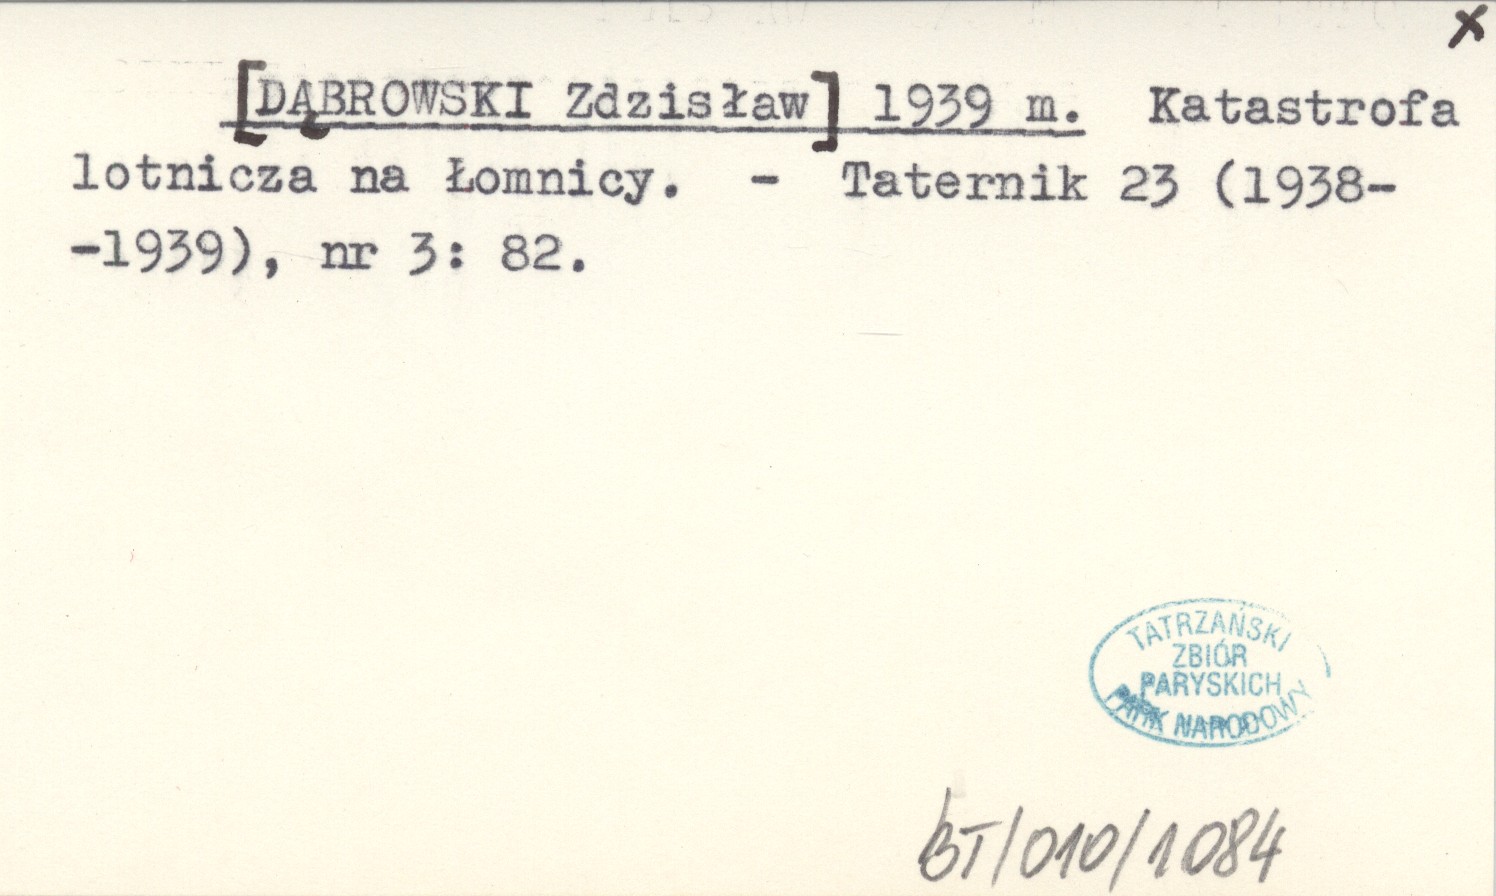 x
[DĄBROWSKI Zdzisław] 1939 m. Katastrofa
lotnicza na Łomnicy. - Taternik 23 (1938-
-1939), nr 3: 82.
TATRZAŃSKI
ZBIÓR
PARYSKICH
PARK NARODOWY
BT/010/1084